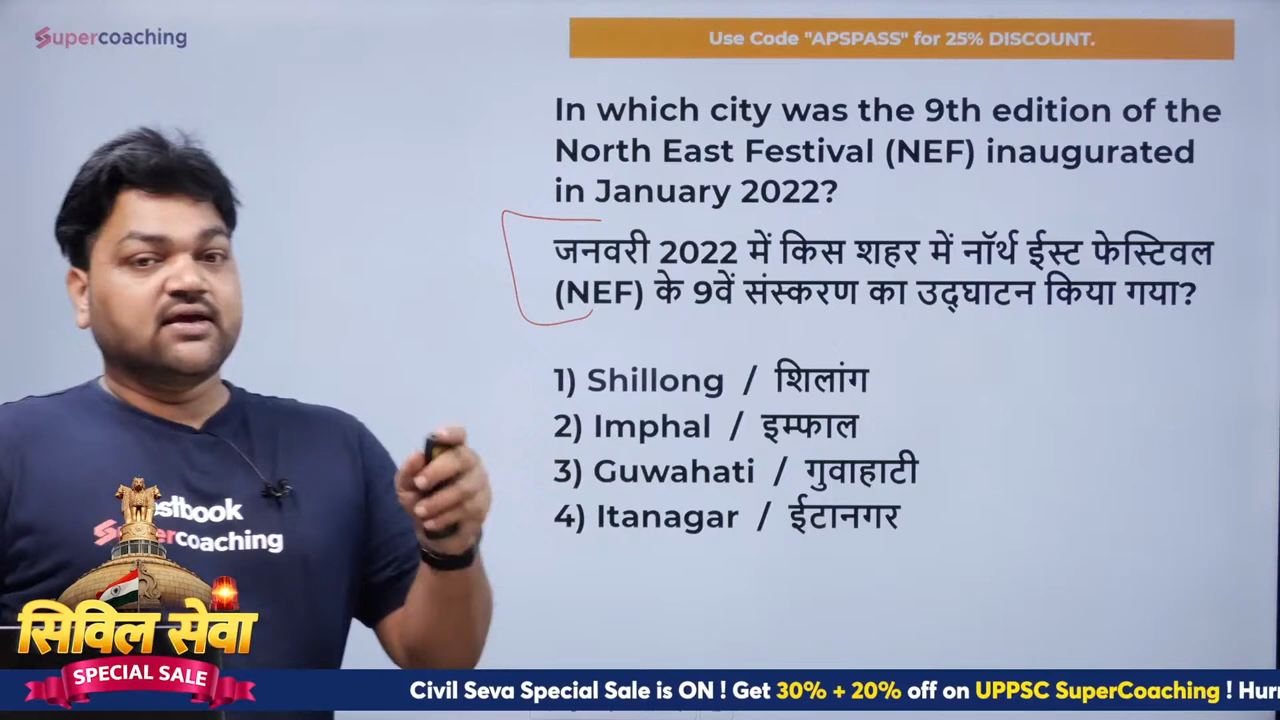 Supercoaching
Use Code "APSPASS" for 25% DISCOUNT.
In which city was the 9th edition of the
North East Festival (NEF) inaugurated
in January 2022?
जनवरी 2022 में किस शहर में नॉर्थ ईस्ट फेस्टिवल
(NEF) के 9वें संस्करण का उद्घाटन किया गया?
1) Shillong / शिलांग
2) Imphal / इम्फाल
3) Guwahati / गुवाहाटी
4) Itanagar / ईटानगर
stbook
Supercoaching
सिविल सेवा
SPECIAL SALE
Civil Seva Special Sale is ON ! Get 30% + 20% off on UPPSC SuperCoaching ! Hurr